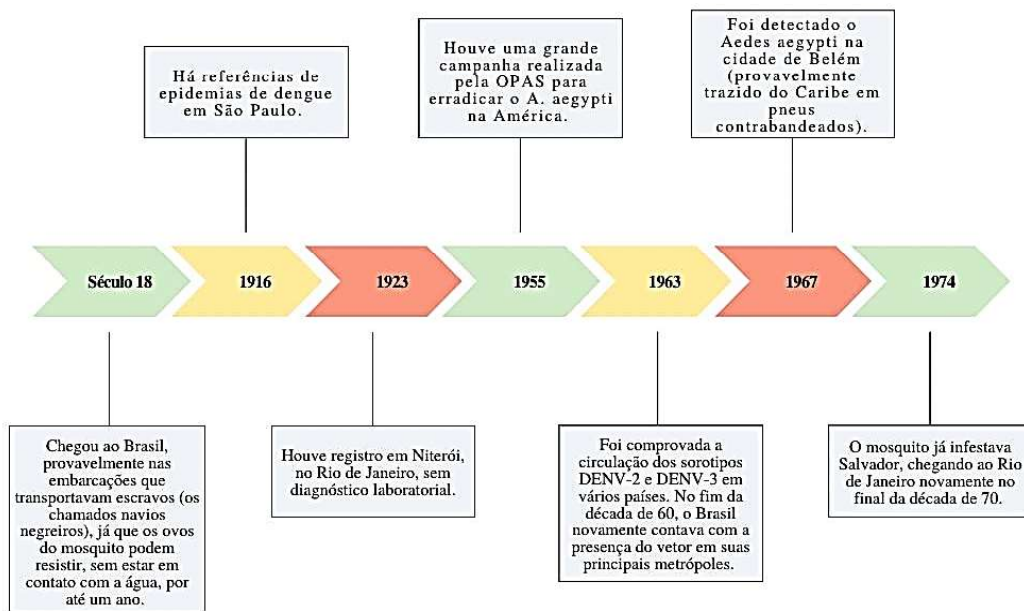 Há referências de
epidemias de dengue
em São Paulo.
Houve uma grande
campanha realizada
pela OPAS para
erradicar o A. aegypti
na América.
Foi detectado o
Aedes aegypti na
cidade de Belém
(provavelmente
trazido do Caribe em
pneus
contrabandeados).
Século 18
1916
1923
1955
1963
1967
1974
Chegou ao Brasil,
provavelmente nas
embarcações que
transportavam escravos (os
chamados navios
negreiros), já que os ovos
do mosquito podem
resistir, sem estar em
contato com a água, por
até um ano.
Houve registro em Niterói,
no Rio de Janeiro, sem
diagnóstico laboratorial.
Foi comprovada a
circulação dos sorotipos
DENV-2 e DENV-3 em
vários países. No fim da
década de 60, o Brasil
novamente contava com a
presença do vetor em suas
principais metrópoles.
O mosquito já infestava
Salvador, chegando ao Rio
de Janeiro novamente no
final da década de 70.